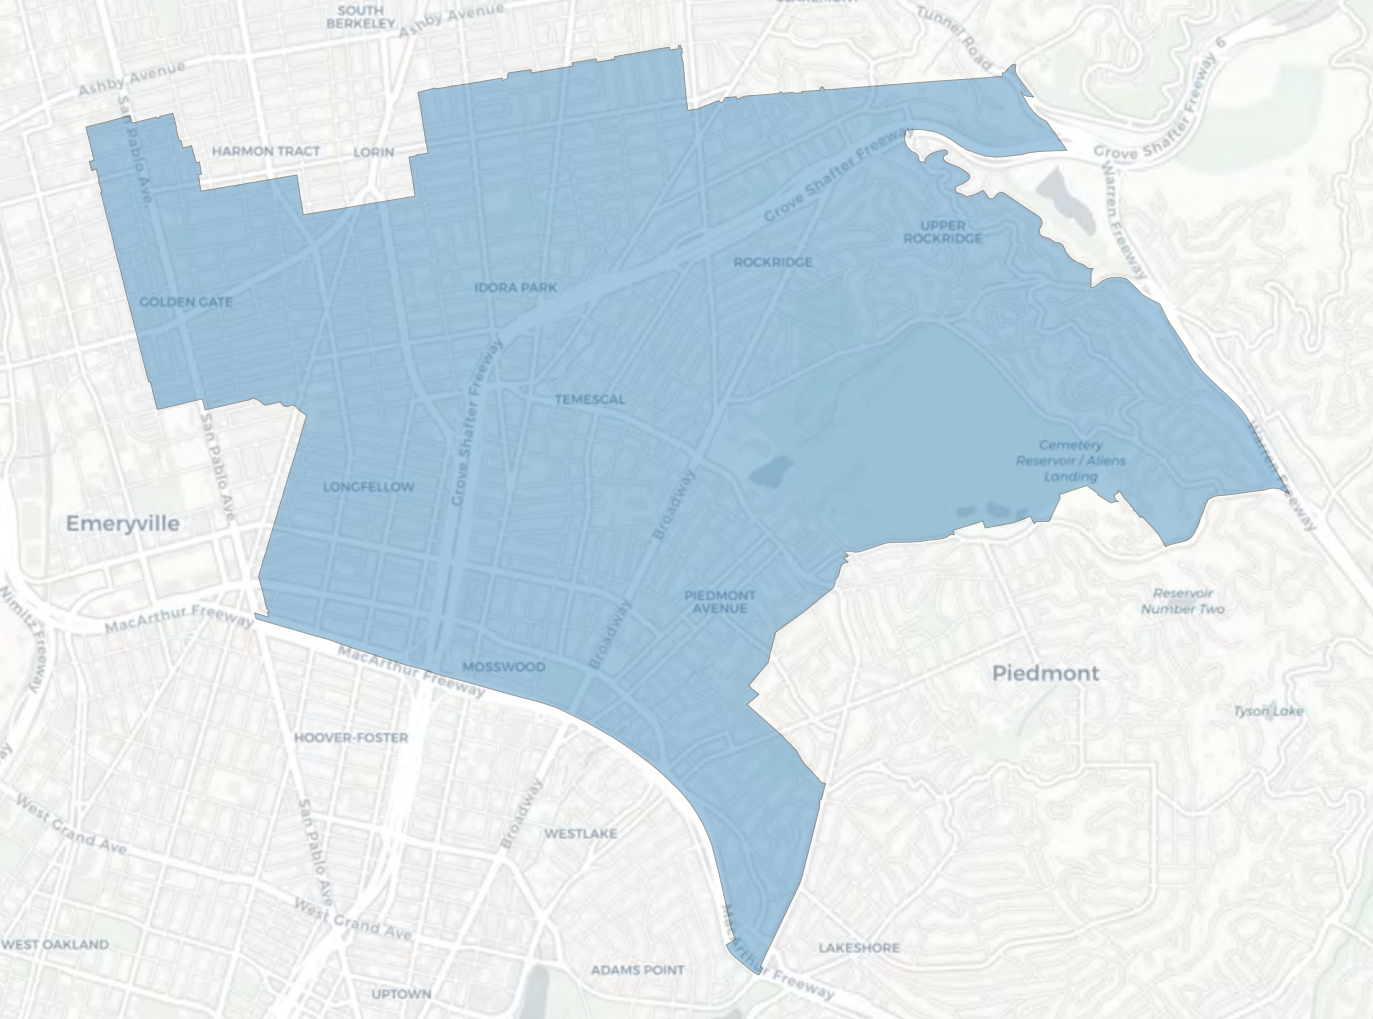 SOUTH
BERKELEY
Ashby Avenue
Tunnel Road
Ashby Avenue
Grove Shafter Freeway 6
San Pablo Ave
HARMON TRACT
LORIN
Grove Shafter Freeway
Warren Freeway
UPPER
ROCKRIDGE
ROCKRIDGE
IDORA PARK
GOLDEN GATE
Grove Shafter Freeway
TEMESCAL
San Pablo Ave
Cemetery
Reservoir / Aliens
Landing
Warren Freeway
LONGFELLOW
Broadway
Emeryville
Nimitz Freeway
MacArthur Freeway
PIEDMONT
AVENUE
Reservoir
Number Two
Broadway
MacArthur Freeway
MOSSWOOD
Piedmont
Tyson Lake
HOOVER-FOSTER
West Grand Ave
San Pablo Ave
Broadway
WESTLAKE
West Grand Ave
WEST OAKLAND
MacArthur Freeway
LAKESHORE
ADAMS POINT
UPTOWN